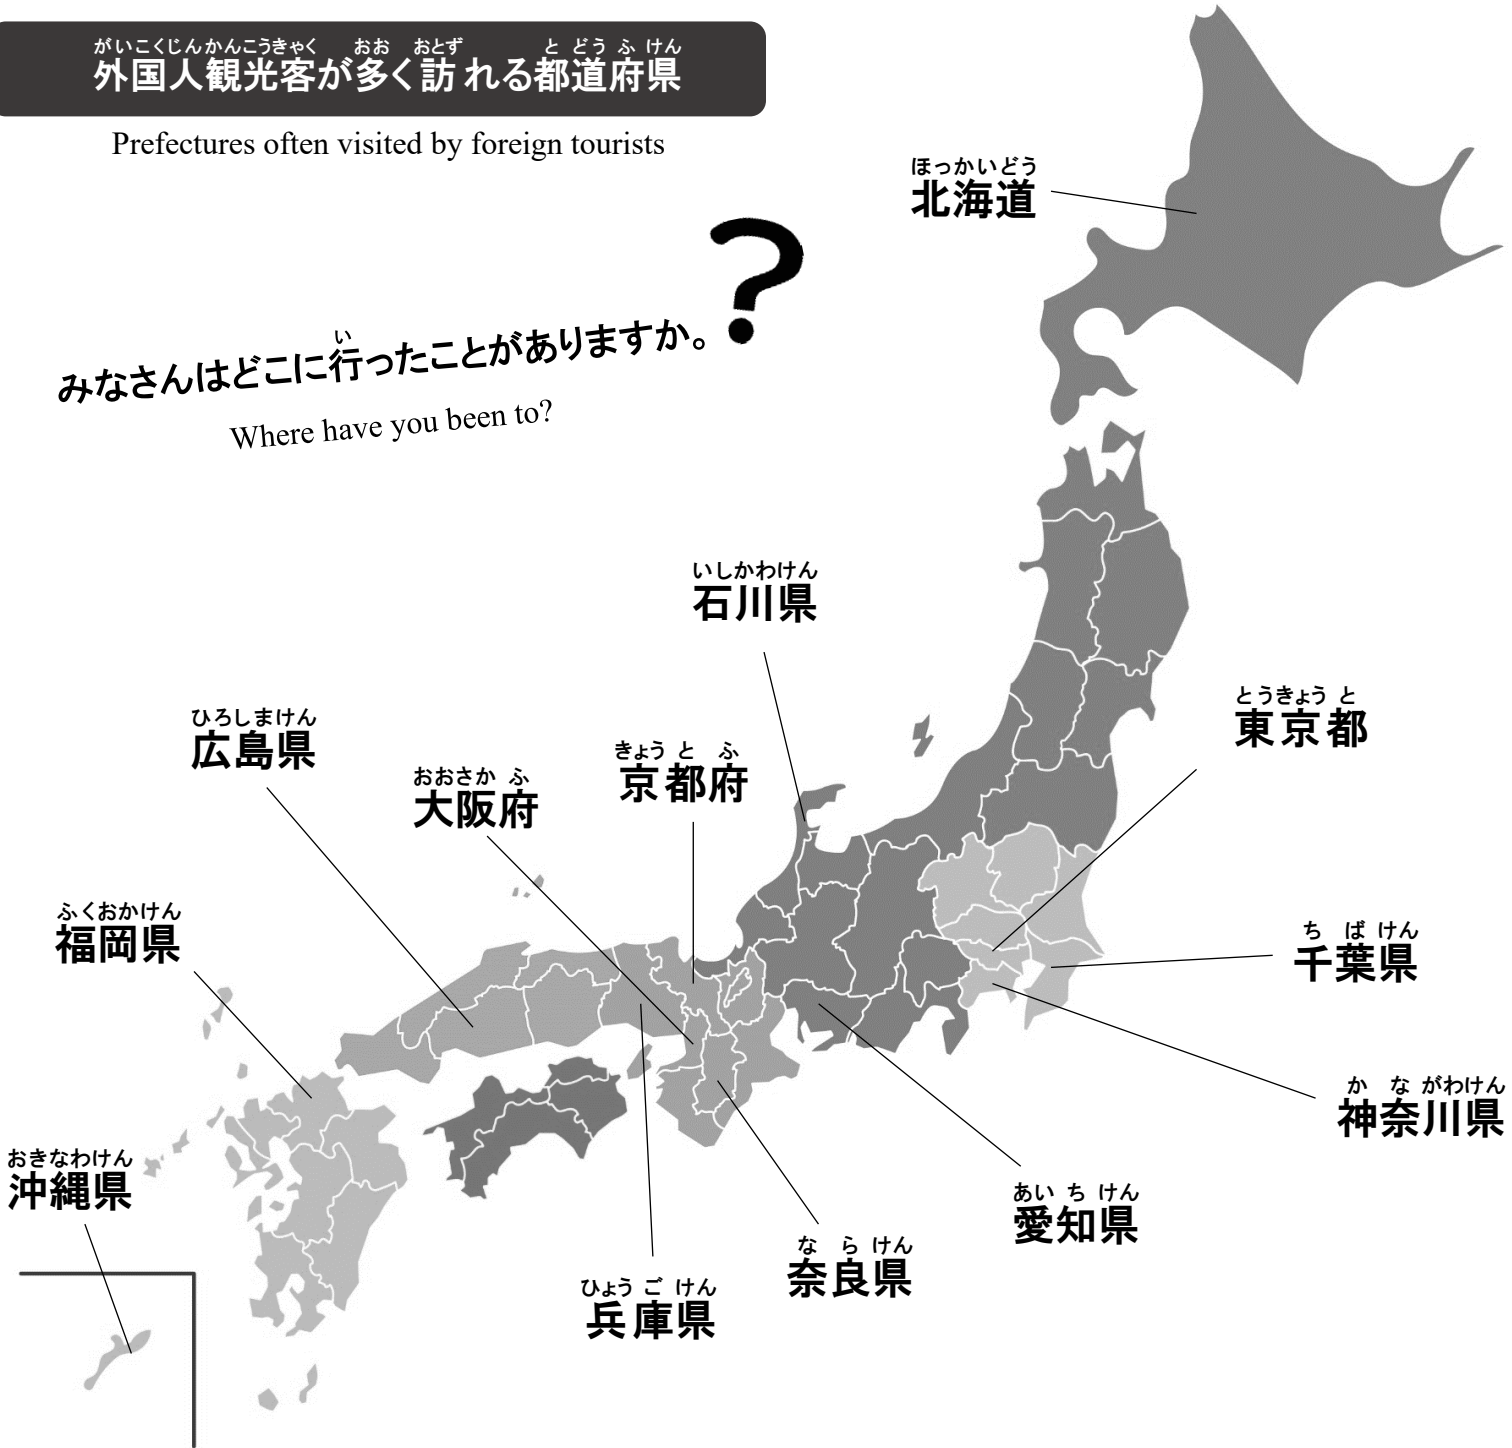 がいこくじんかんこうきゃく おお おとず と どう ふ けん
外国人観光客が多く訪れる都道府県
Prefectures often visited by foreign tourists
ほっかいどう
北海道
い
みなさんはどこに行ったことがありますか。?
Where have you been to?
いしかわけん
石川県
とうきょう と
東京都
ひろしまけん
広島県
きょう と ふ
京都府
おおさか ふ
大阪府
ふくおかけん
福岡県
ち ば けん
千葉県
か な がわけん
神奈川県
おきなわけん
沖縄県
あい ち けん
愛知県
な ら けん
奈良県
ひょう ご けん
兵庫県